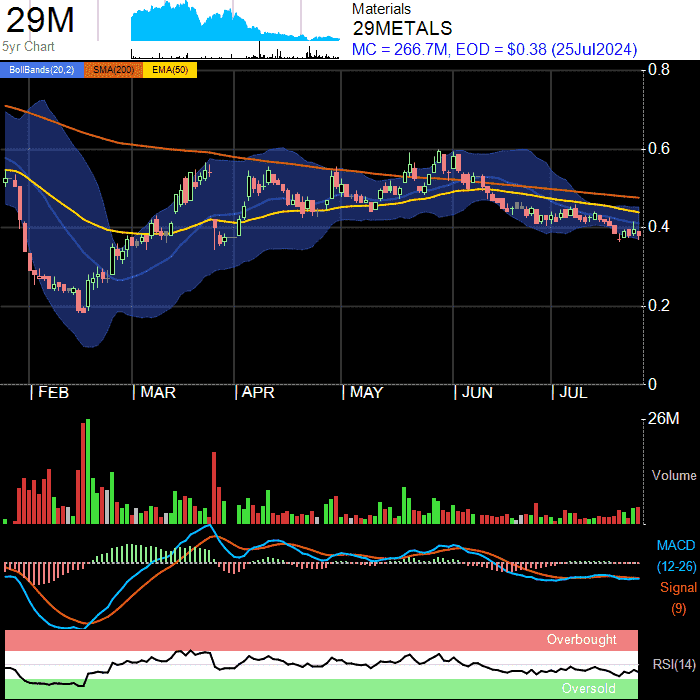 29M
5yr Chart
Materials
29METALS
MC = 266.7M, EOD = $0.38 (25Jul2024)
BollBands(20,2) SMA(200) EMA(50)
0.8
0.6
0.4
0.2
0
FEB MAR APR MAY JUN JUL
26M
Volume
MACD
(12-26)
Signal
(9)
Overbought
RSI(14)
Oversold